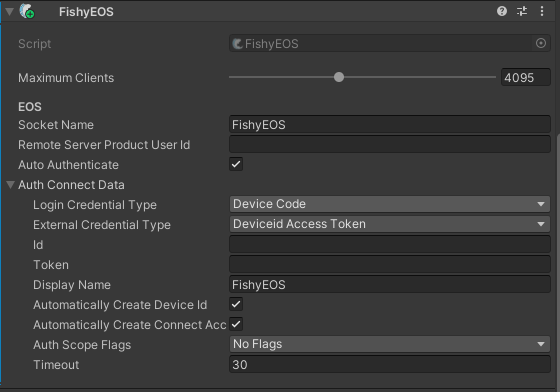 FishyEOS
Script FishyEOS
Maximum Clients 4095
EOS
Socket Name FishyEOS
Remote Server Product User Id
Auto Authenticate
Auth Connect Data
Login Credential Type Device Code
External Credential Type Deviceid Access Token
Id
Token
Display Name FishyEOS
Automatically Create Device Id
Automatically Create Connect Acc
Auth Scope Flags No Flags
Timeout 30